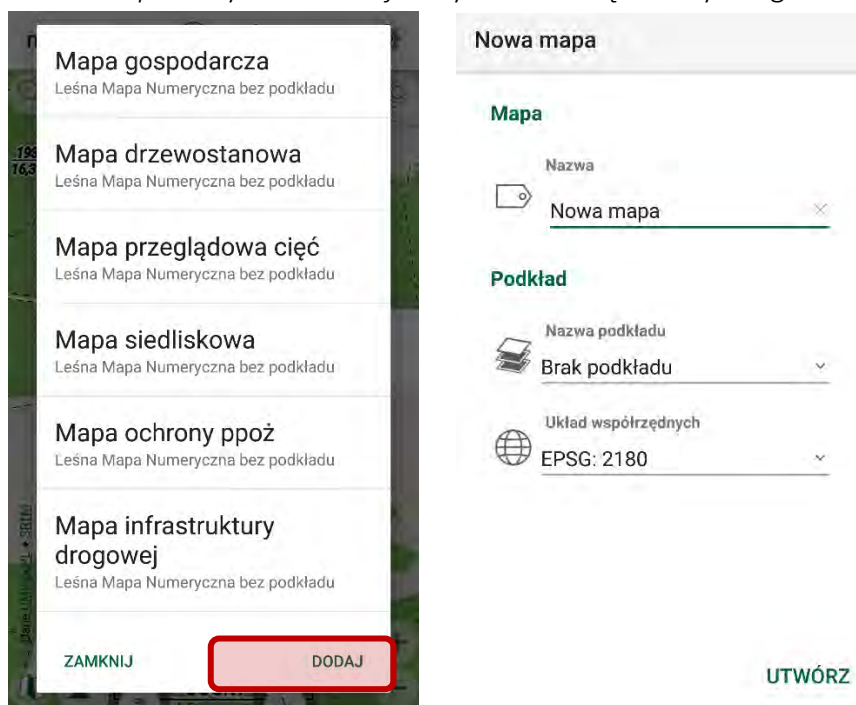 Mapa gospodarcza
Leśna Mapa Numeryczna bez podkładu
Mapa drzewostanowa
Leśna Mapa Numeryczna bez podkładu
Mapa przeglądowa cięć
Leśna Mapa Numeryczna bez podkładu
Mapa siedliskowa
Leśna Mapa Numeryczna bez podkładu
Mapa ochrony ppoż
Leśna Mapa Numeryczna bez podkładu
Mapa infrastruktury
drogowej
Leśna Mapa Numeryczna bez podkładu
ZAMKNIJ DODAJ
Nowa mapa
Mapa
Nazwa
Nowa mapa
Podkład
Nazwa podkładu
Brak podkładu
Układ współrzędnych
EPSG: 2180
UTWÓRZ